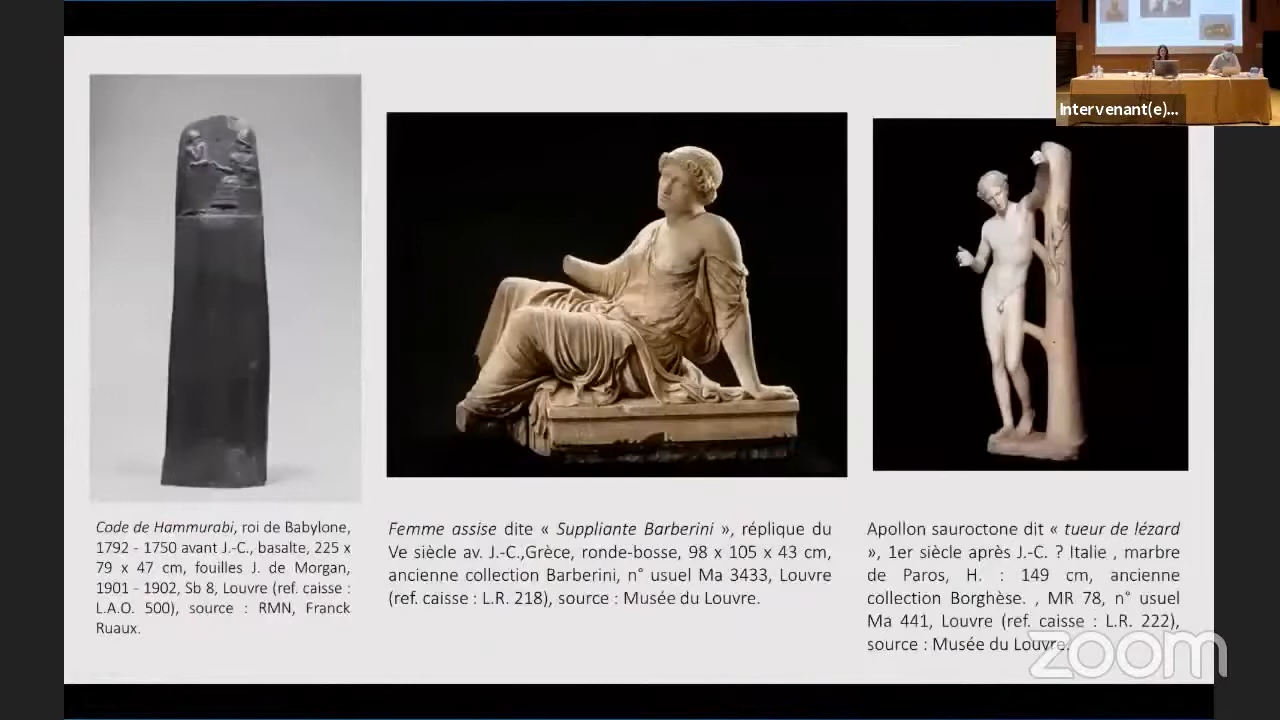 Intervenant(e)...
Code de Hammurabi, roi de Babylone,
1792 - 1750 avant J.-C., basalte, 225 x
79 x 47 cm, fouilles J. de Morgan,
1901 - 1902, Sb 8, Louvre (ref. caisse :
L.A.O. 500), source : RMN, Franck
Ruaux.
Femme assise dite « Suppliante Barberini », réplique du
Ve siècle av. J.-C.,Grèce, ronde-bosse, 98 x 105 x 43 cm,
ancienne collection Barberini, n° usuel Ma 3433, Louvre
(ref. caisse : L.R. 218), source : Musée du Louvre.
Apollon sauroctone dit « tueur de lézard
», 1er siècle après J.-C. ? Italie , marbre
de Paros, H. : 149 cm, ancienne
collection Borghèse. , MR 78, n° usuel
Ma 441, Louvre (ref. caisse : L.R. 222),
source : Musée du Louvre.
zoom